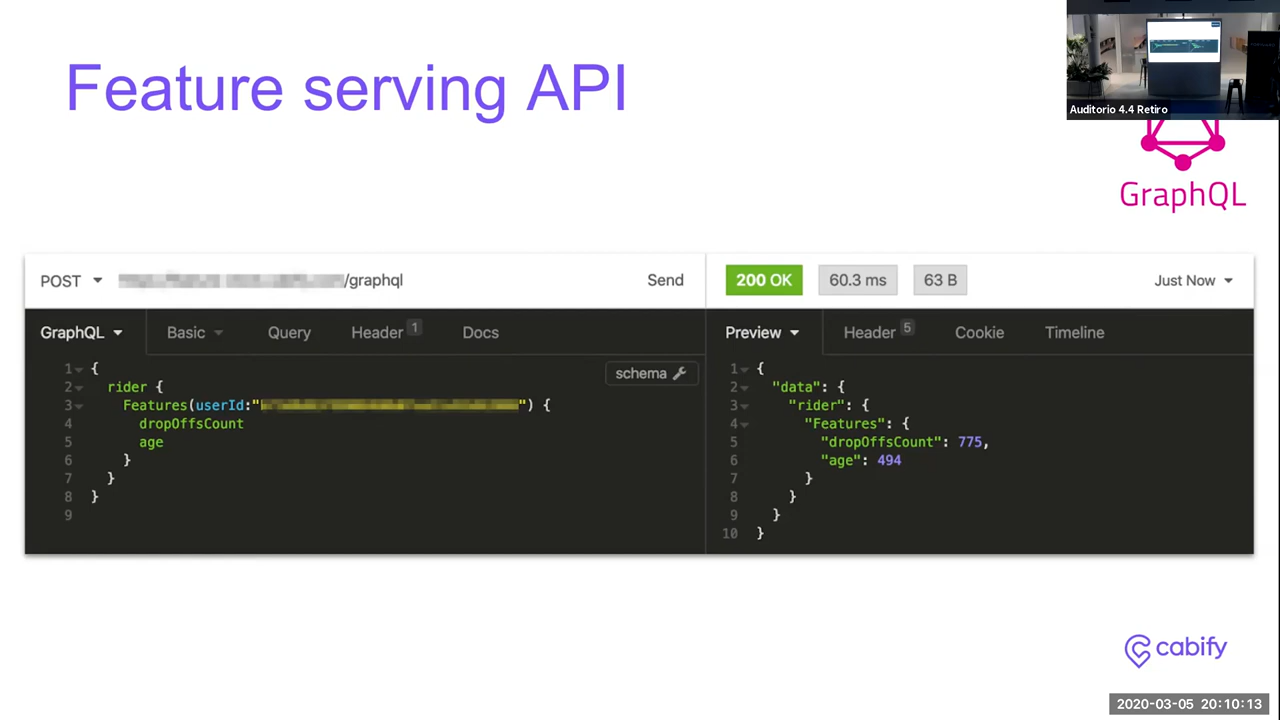 Feature serving API
Auditorio 4.4 Retiro
GraphQL
POST /graphql Send
200 OK 60.3 ms 63 B Just Now
GraphQL Basic Query Header 1 Docs
Preview Header 5 Cookie Timeline
schema
1 {
2 rider {
3 Features(userId:" ") {
4 dropOffsCount
5 age
6 }
7 }
8 }
9
1 {
2 "data": {
3 "rider": {
4 "Features": {
5 "dropOffsCount": 775,
6 "age": 494
7 }
8 }
9 }
10 }
cabify
2020-03-05 20:10:13